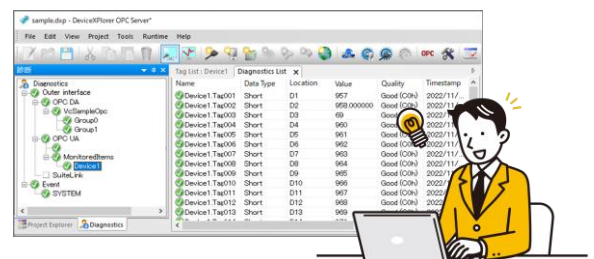 sample.dxp - DeviceXPlorer OPC Server*
File Edit View Project Tools Runtime Help
OPC
診断
Diagnostics
Outer interface
OPC DA
VcSampleOpc
Group0
Group1
OPC UA
MonitoredItems
Device1
SuiteLink
Event
SYSTEM
Project Explorer Diagnostics
Tag List : Device1 Diagnostics List
Name Data Type Location Value Quality Timestamp
Device1.Tag001 Short D1 957 Good (C0h) 2022/11/...
Device1.Tag002 Short D2 958.000000 Good (C0h) 2022/11/...
Device1.Tag003 Short D3 69 Good (C0h) 2022/11/...
Device1.Tag004 Short D4 960 Good (C0h) 2022/11/...
Device1.Tag005 Short D5 961 Good (C0h) 2022/11
Device1.Tag006 Short D6 962 Good (C0h) 2022/11
Device1.Tag007 Short D7 963 Good (C0h) 2022/11/
Device1.Tag008 Short D8 964 Good (C0h) 2022/11
Device1.Tag009 Short D9 965 Good (C0h) 2022/11
Device1.Tag010 Short D10 966 Good (C0h) 2022/11
Device1.Tag011 Short D11 967 Good (C0h) 2022/1
Device1.Tag012 Short D12 968 Good (C0h) 2022/
Device1.Tag013 Short D13 969 Good (C0h) 2022/